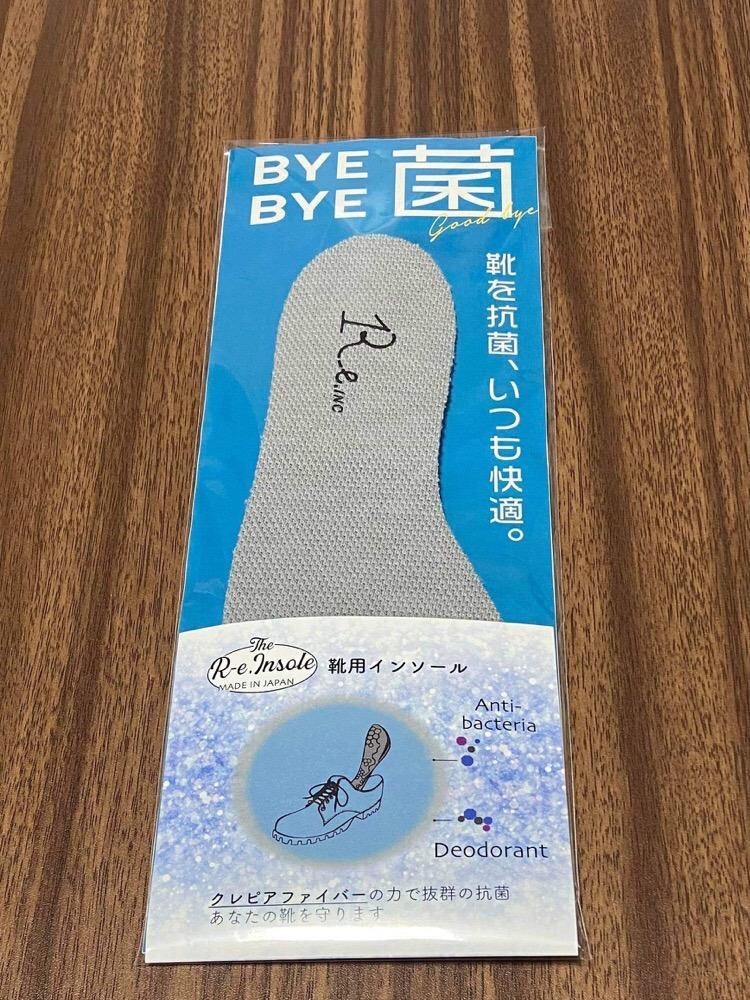 BYE
BYE 菌
Good bye
靴を抗菌、いつも快適。
R-e.INC
The
R-e.Insole
MADE IN JAPAN
靴用インソール
Anti-
bacteria
Deodorant
クレピアファイバーの力で抜群の抗菌
あなたの靴を守ります